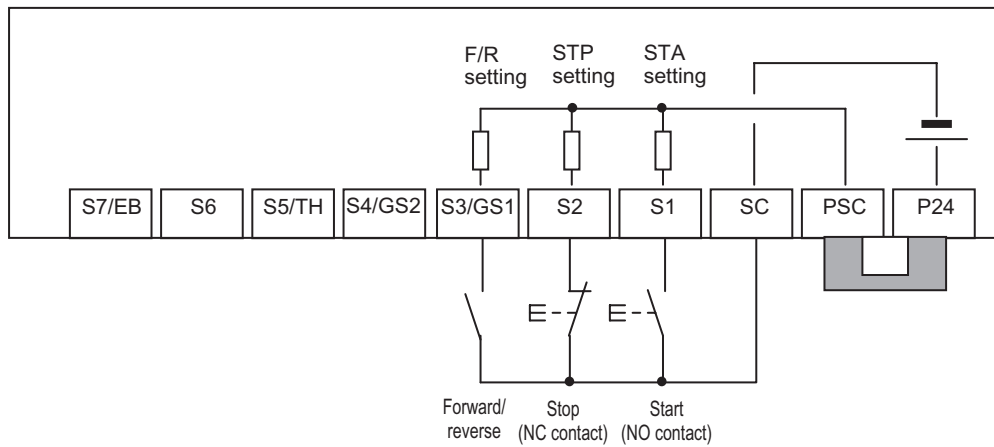 F/R
setting
STP
setting
STA
setting
S7/EB
S6
S5/TH
S4/GS2
S3/GS1
S2
S1
SC
PSC
P24
Forward/
reverse
Stop
(NC contact)
Start
(NO contact)